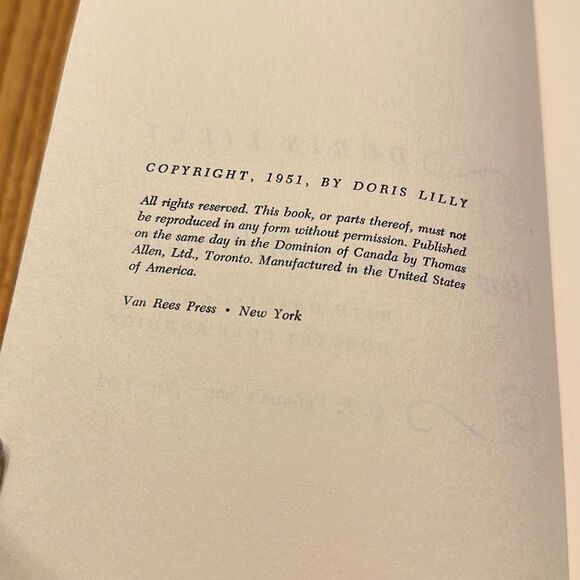 COPYRIGHT, 1951, BY DORIS LILLY
All rights reserved. This book, or parts thereof, must not
be reproduced in any form without permission. Published
on the same day in the Dominion of Canada by Thomas
Allen, Ltd., Toronto. Manufactured in the United States
of America.
Van Rees Press • New York